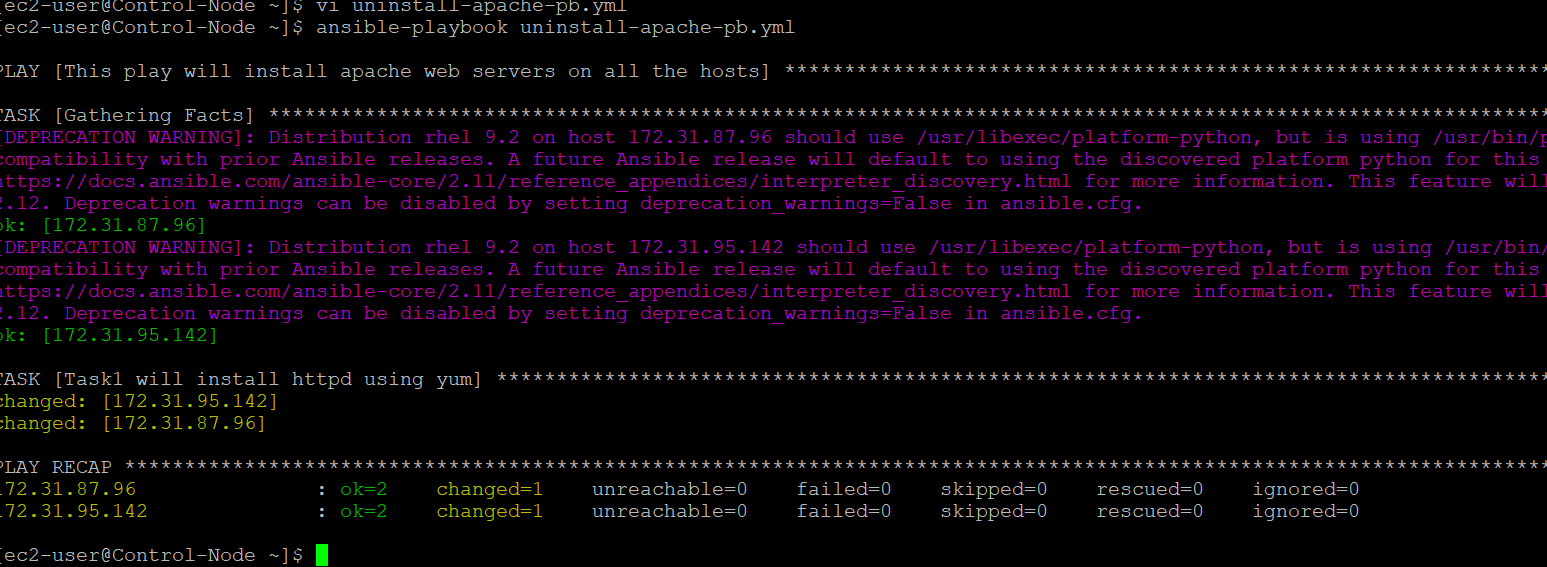 [ec2-user@Control-Node ~]$ vi uninstall-apache-pb.yml
[ec2-user@Control-Node ~]$ ansible-playbook uninstall-apache-pb.yml
PLAY [This play will install apache web servers on all the hosts] *********************************************************************
TASK [Gathering Facts] ***********************************************************************************************************
[DEPRECATION WARNING]: Distribution rhel 9.2 on host 172.31.87.96 should use /usr/libexec/platform-python, but is using /usr/bin/p
compatibility with prior Ansible releases. A future Ansible release will default to using the discovered platform python for this
https://docs.ansible.com/ansible-core/2.11/reference_appendices/interpreter_discovery.html for more information. This feature will
2.12. Deprecation warnings can be disabled by setting deprecation_warnings=False in ansible.cfg.
ok: [172.31.87.96]
[DEPRECATION WARNING]: Distribution rhel 9.2 on host 172.31.95.142 should use /usr/libexec/platform-python, but is using /usr/bin/
compatibility with prior Ansible releases. A future Ansible release will default to using the discovered platform python for this
https://docs.ansible.com/ansible-core/2.11/reference_appendices/interpreter_discovery.html for more information. This feature will
2.12. Deprecation warnings can be disabled by setting deprecation_warnings=False in ansible.cfg.
ok: [172.31.95.142]
TASK [Task1 will install httpd using yum] ****************************************************************************************
changed: [172.31.95.142]
changed: [172.31.87.96]
PLAY RECAP ***********************************************************************************************************************
172.31.87.96 : ok=2 changed=1 unreachable=0 failed=0 skipped=0 rescued=0 ignored=0
172.31.95.142 : ok=2 changed=1 unreachable=0 failed=0 skipped=0 rescued=0 ignored=0
[ec2-user@Control-Node ~]$